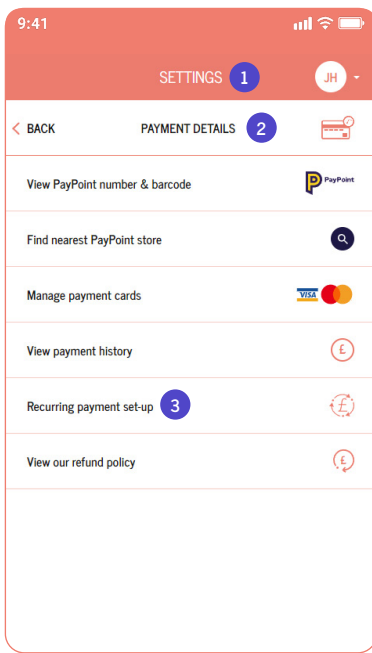 9:41
SETTINGS 1 JH
BACK PAYMENT DETAILS 2
View PayPoint number & barcode PayPoint
Find nearest PayPoint store
Manage payment cards VISA
View payment history £
Recurring payment set-up 3 £
View our refund policy £